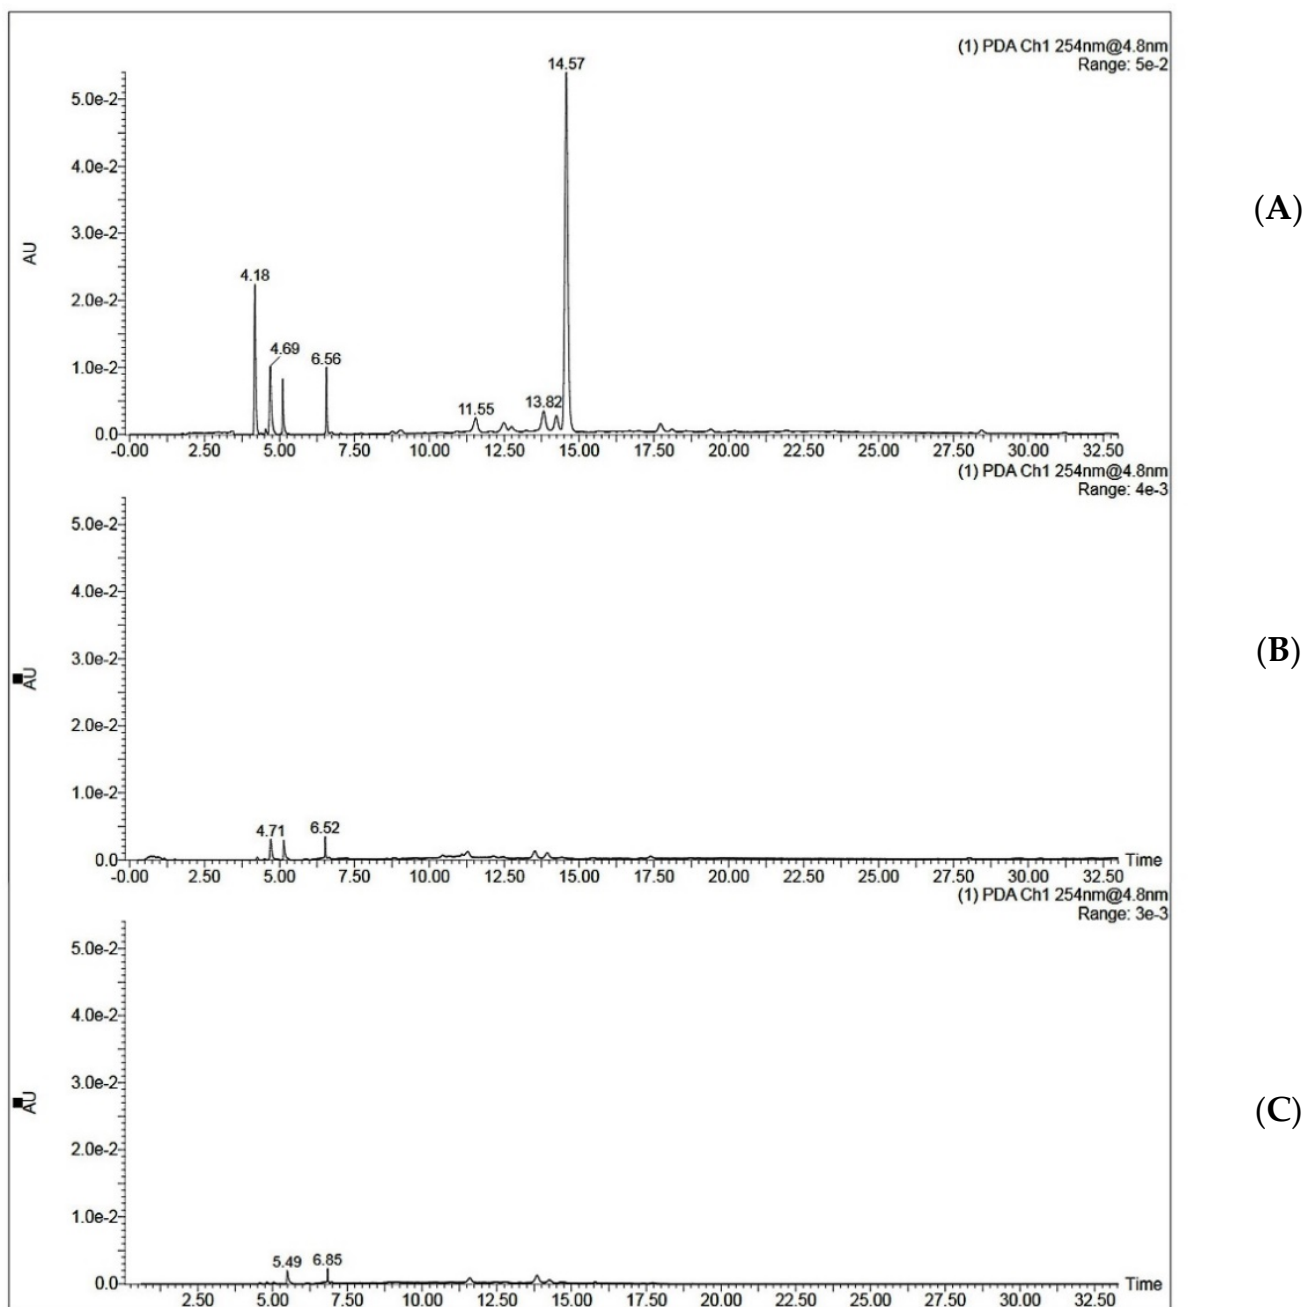 (1) PDA Ch1 254nm@4.8nm
Range: 5e-2
14.57
5.0e-2
4.0e-2
(A)
3.0e-2
AU
4.18
2.0e-2
4.69
6.56
1.0e-2
11.55
13.82
0.0
-0.00 2.50 5.00 7.50 10.00 12.50 15.00 17.50 20.00 22.50 25.00 27.50 30.00 32.50
(1) PDA Ch1 254nm@4.8nm
Range: 4e-3
5.0e-2
4.0e-2
(B)
3.0e-2
AU
2.0e-2
1.0e-2
4.71
6.52
0.0
Time
-0.00 2.50 5.00 7.50 10.00 12.50 15.00 17.50 20.00 22.50 25.00 27.50 30.00 32.50
(1) PDA Ch1 254nm@4.8nm
Range: 3e-3
5.0e-2
4.0e-2
3.0e-2
(C)
AU
2.0e-2
1.0e-2
5.49
6.85
0.0
Time
2.50 5.00 7.50 10.00 12.50 15.00 17.50 20.00 22.50 25.00 27.50 30.00 32.50